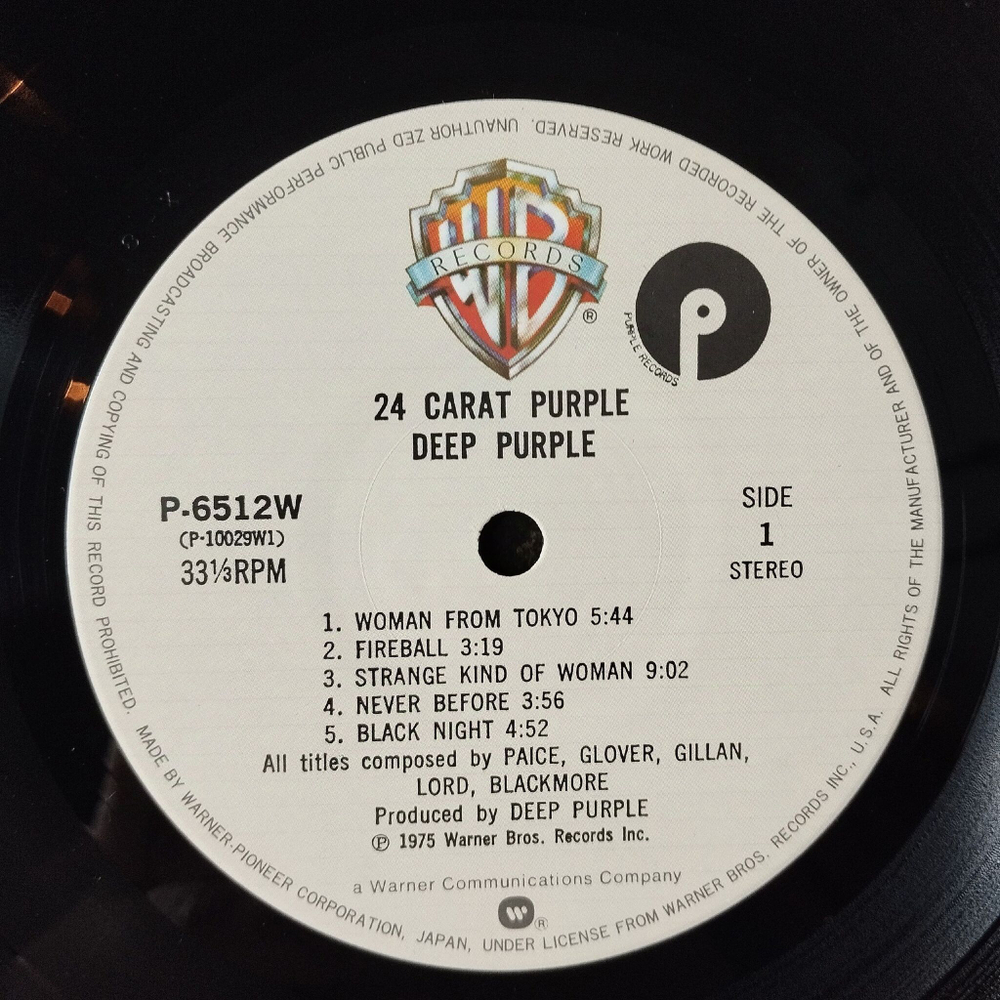 WB
RECORDS
®
P
PURPLE RECORDS
24 CARAT PURPLE
DEEP PURPLE
P-6512W
(P-10029W1)
33⅓RPM
SIDE
1
STEREO
1. WOMAN FROM TOKYO 5:44
2. FIREBALL 3:19
3. STRANGE KIND OF WOMAN 9:02
4. NEVER BEFORE 3:56
5. BLACK NIGHT 4:52
All titles composed by PAICE, GLOVER, GILLAN,
LORD, BLACKMORE
Produced by DEEP PURPLE
Ⓟ 1975 Warner Bros. Records Inc.
a Warner Communications Company
®
MADE BY WARNER-PIONEER CORPORATION, JAPAN, UNDER LICENSE FROM WARNER BROS. RECORDS INC., U.S.A. ALL RIGHTS OF THE MANUFACTURER AND OF THE OWNER OF THE RECORDED WORK RESERVED. UNAUTHOR ZED PUBLIC PERFORMANCE BROADCASTING AND COPYING OF THIS RECORD PROHIBITED.